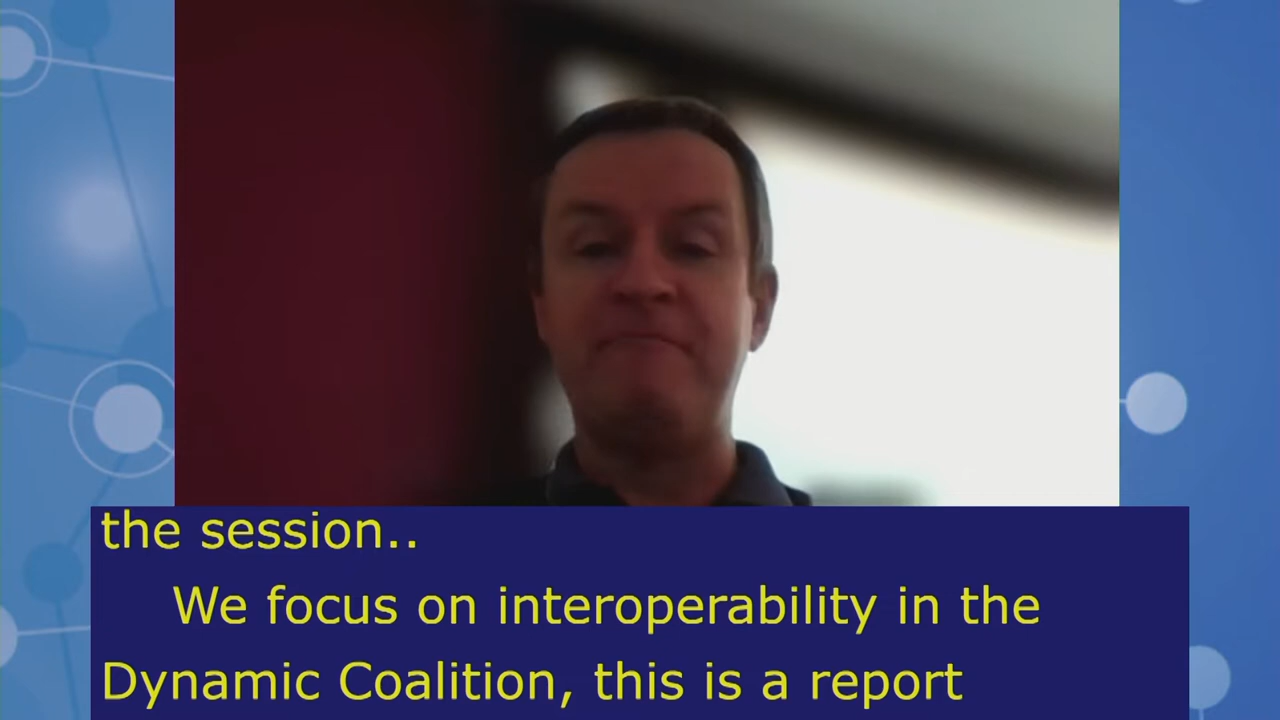 the session..
We focus on interoperability in the
Dynamic Coalition, this is a report